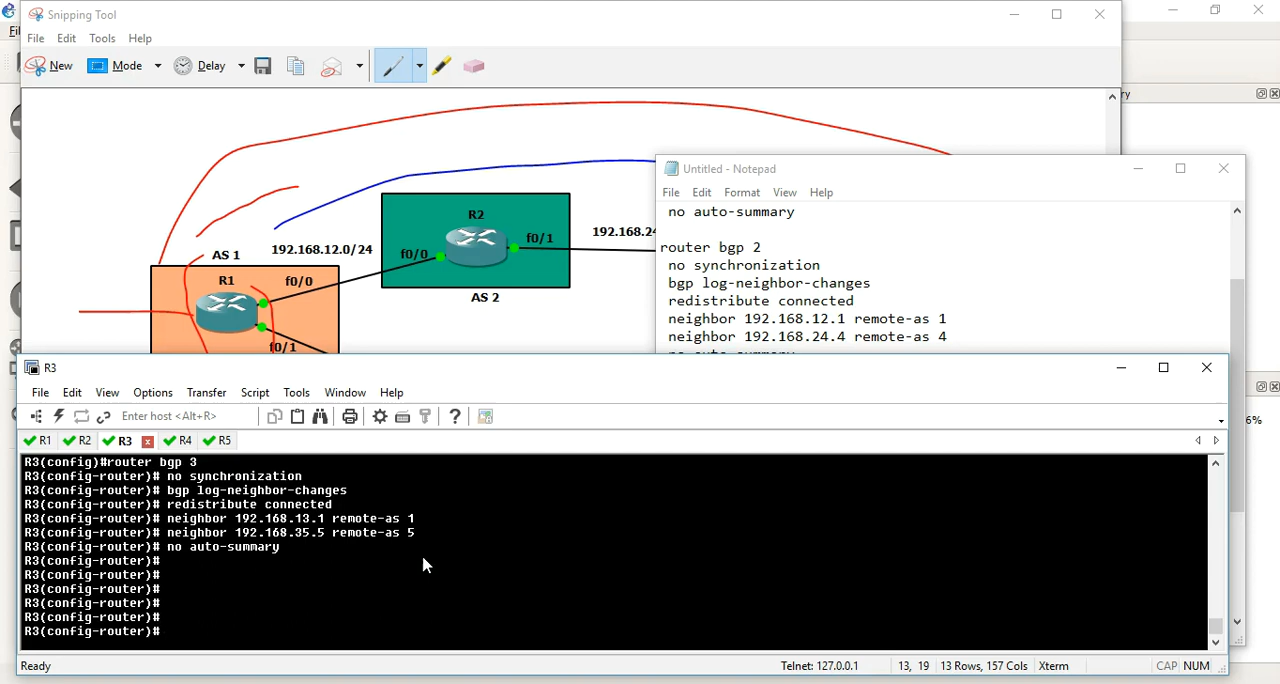 Snipping Tool
Fil
File Edit Tools Help
New Mode Delay
ry
Untitled - Notepad
File Edit Format View Help
no auto-summary
router bgp 2
no synchronization
bgp log-neighbor-changes
redistribute connected
neighbor 192.168.12.1 remote-as 1
neighbor 192.168.24.4 remote-as 4
R2
f0/0 f0/1 192.168.24
AS 1 192.168.12.0/24
R1 f0/0
AS 2
f0/1
6%
R3
File Edit View Options Transfer Script Tools Window Help
Enter host <Alt+R>
R1 R2 R3 R4 R5
R3(config)#router bgp 3
R3(config-router)# no synchronization
R3(config-router)# bgp log-neighbor-changes
R3(config-router)# redistribute connected
R3(config-router)# neighbor 192.168.13.1 remote-as 1
R3(config-router)# neighbor 192.168.35.5 remote-as 5
R3(config-router)# no auto-summary
R3(config-router)#
R3(config-router)#
R3(config-router)#
R3(config-router)#
R3(config-router)#
R3(config-router)#
Ready Telnet: 127.0.0.1 13, 19 13 Rows, 157 Cols Xterm CAP NUM